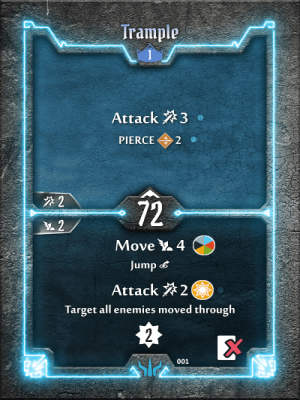 Trample
1
Attack 3
PIERCE 2
2
72
2
Move 4
Jump
Attack 2
Target all enemies moved through
2
001